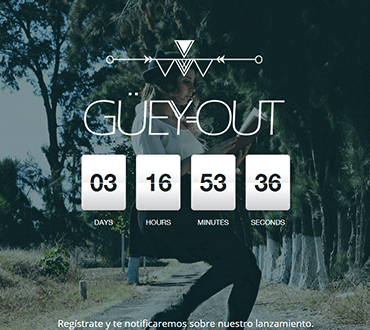 GÜEY-OUT
03 16 53 36
DAYS HOURS MINUTES SECONDS
Regístrate y te notificaremos sobre nuestro lanzamiento.